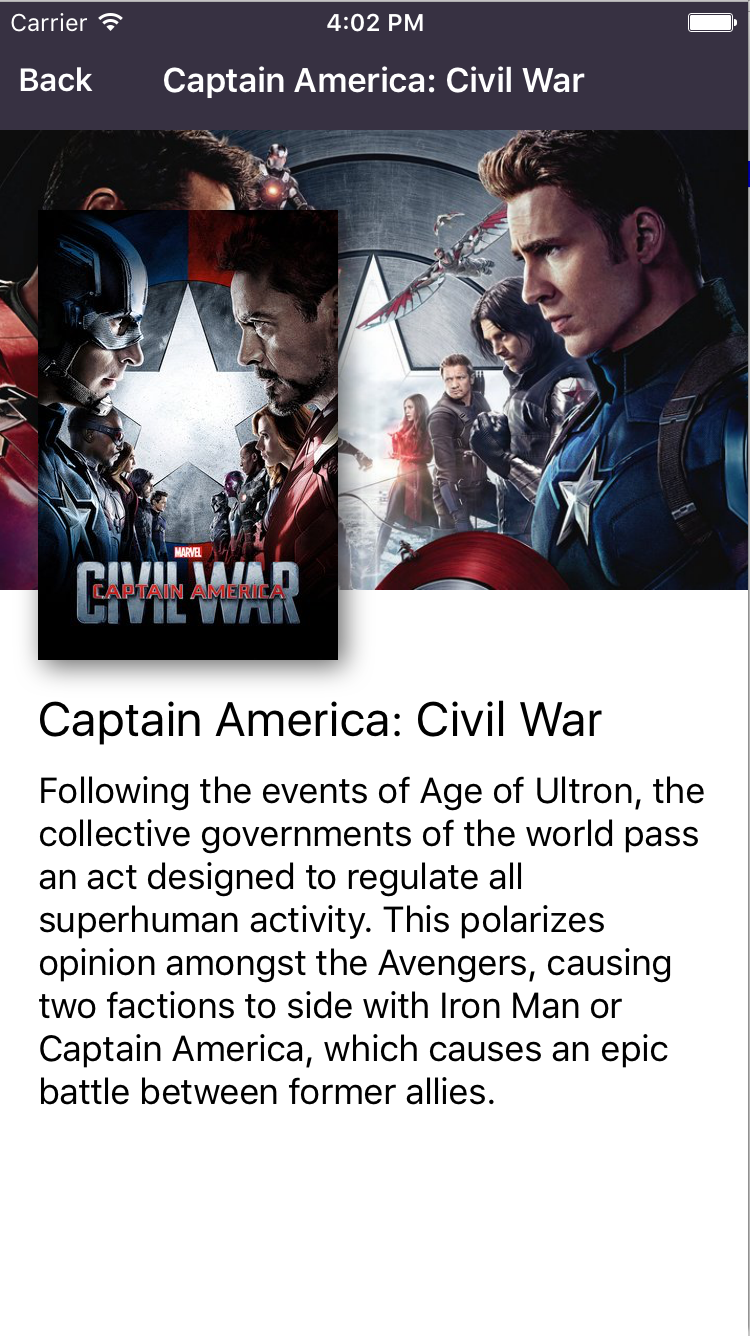 Carrier 4:02 PM
Back Captain America: Civil War
MARVEL
CIVIL WAR
CAPTAIN AMERICA
Captain America: Civil War
Following the events of Age of Ultron, the
collective governments of the world pass
an act designed to regulate all
superhuman activity. This polarizes
opinion amongst the Avengers, causing
two factions to side with Iron Man or
Captain America, which causes an epic
battle between former allies.